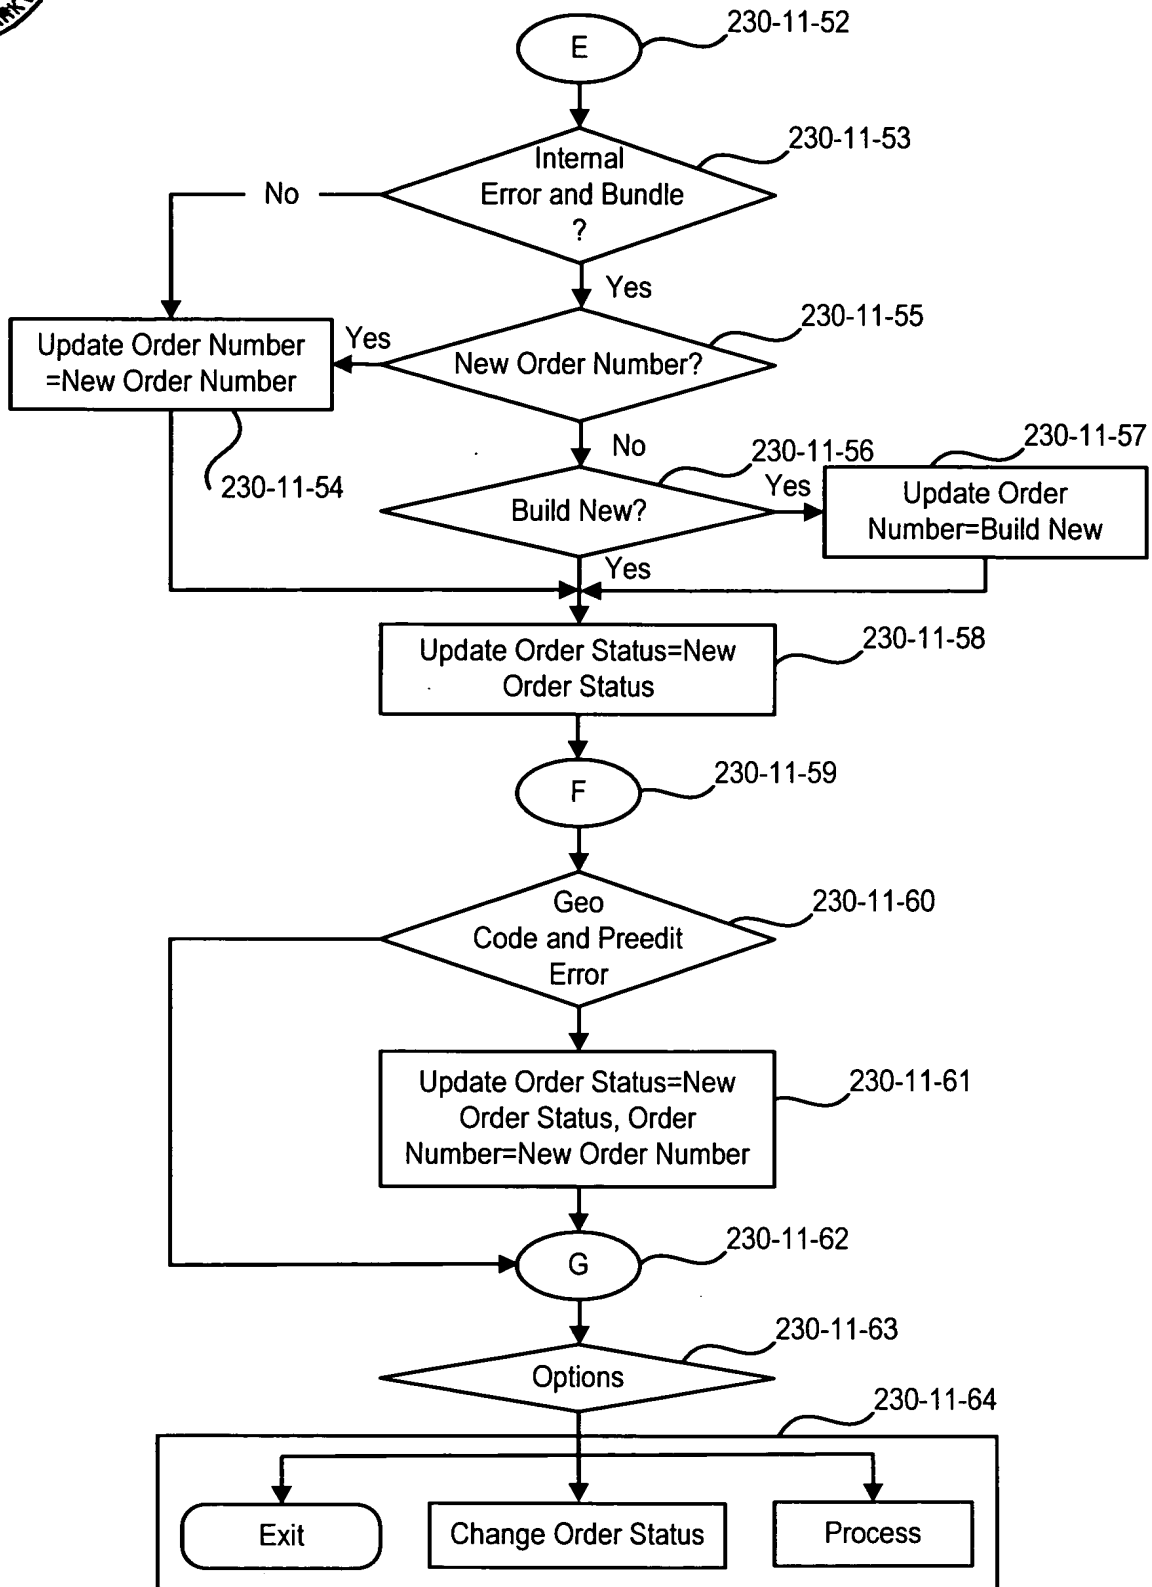 E
230-11-52
230-11-53
Internal
Error and Bundle
?
No
Yes
230-11-55
Update Order Number
=New Order Number
Yes
New Order Number?
230-11-54
No
230-11-56
230-11-57
Build New?
Yes
Update Order
Number=Build New
Yes
230-11-58
Update Order Status=New
Order Status
F
230-11-59
230-11-60
Geo
Code and Preedit
Error
230-11-61
Update Order Status=New
Order Status, Order
Number=New Order Number
G
230-11-62
230-11-63
Options
230-11-64
Exit
Change Order Status
Process